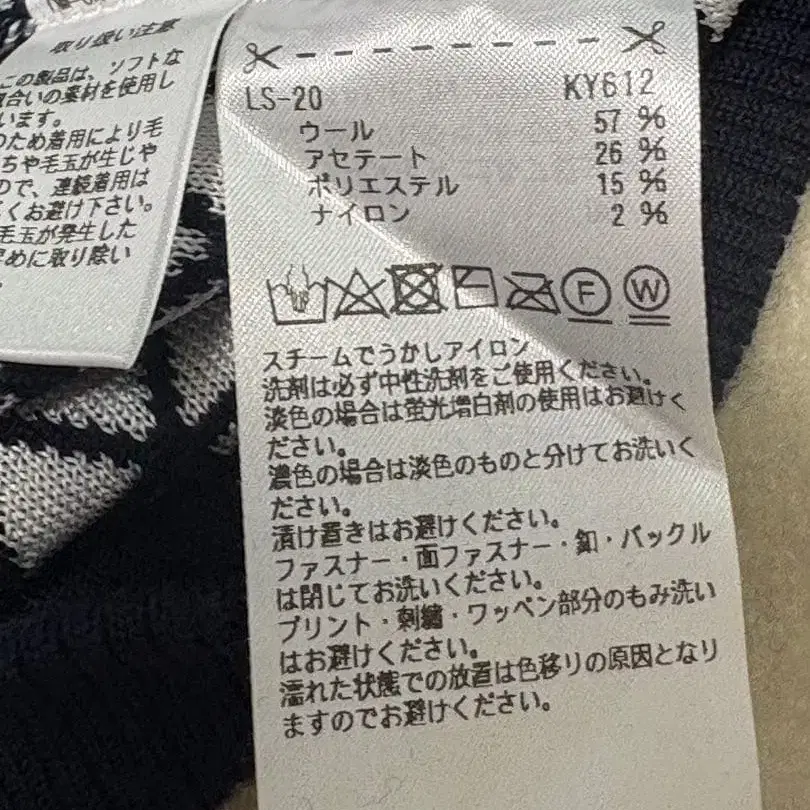 取り扱い注意
この製品は、ソフトな
風合いの素材を使用し
います。
のため着用により毛
ちや毛玉が生じや
ので、連続着用は
くお避け下さい。
毛玉が発生した
早めに取り除い
LS-20 KY612
ウール 57 %
アセテート 26 %
ポリエステル 15 %
ナイロン 2 %
F W
スチームでうかしアイロン
洗剤は必ず中性洗剤をご使用ください。
淡色の場合は蛍光増白剤の使用はお避けく
ださい。
濃色の場合は淡色のものと分けてお洗いく
ださい。
漬け置きはお避けください。
ファスナー・面ファスナー・釦・バックル
は閉じてお洗いください。
プリント・刺繍・ワッペン部分のもみ洗い
はお避けください。
濡れた状態での放置は色移りの原因となり
ますのでお避けください。